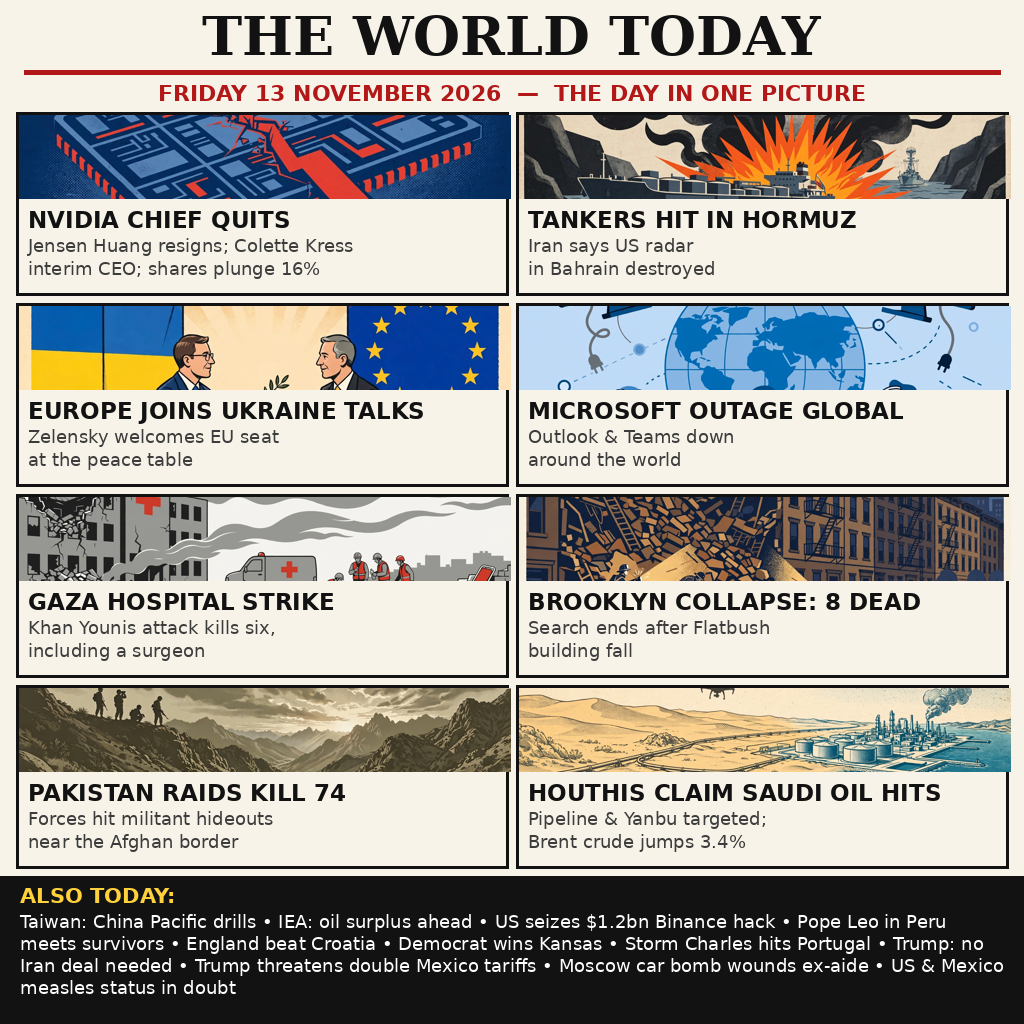 THE WORLD TODAY
FRIDAY 13 NOVEMBER 2026 — THE DAY IN ONE PICTURE
NVIDIA CHIEF QUITS
Jensen Huang resigns; Colette Kress
interim CEO; shares plunge 16%
TANKERS HIT IN HORMUZ
Iran says US radar
in Bahrain destroyed
EUROPE JOINS UKRAINE TALKS
Zelensky welcomes EU seat
at the peace table
MICROSOFT OUTAGE GLOBAL
Outlook & Teams down
around the world
GAZA HOSPITAL STRIKE
Khan Younis attack kills six,
including a surgeon
BROOKLYN COLLAPSE: 8 DEAD
Search ends after Flatbush
building fall
PAKISTAN RAIDS KILL 74
Forces hit militant hideouts
near the Afghan border
HOUTHIS CLAIM SAUDI OIL HITS
Pipeline & Yanbu targeted;
Brent crude jumps 3.4%
ALSO TODAY:
Taiwan: China Pacific drills • IEA: oil surplus ahead • US seizes $1.2bn Binance hack • Pope Leo in Peru
meets survivors • England beat Croatia • Democrat wins Kansas • Storm Charles hits Portugal • Trump: no
Iran deal needed • Trump threatens double Mexico tariffs • Moscow car bomb wounds ex-aide • US & Mexico
measles status in doubt